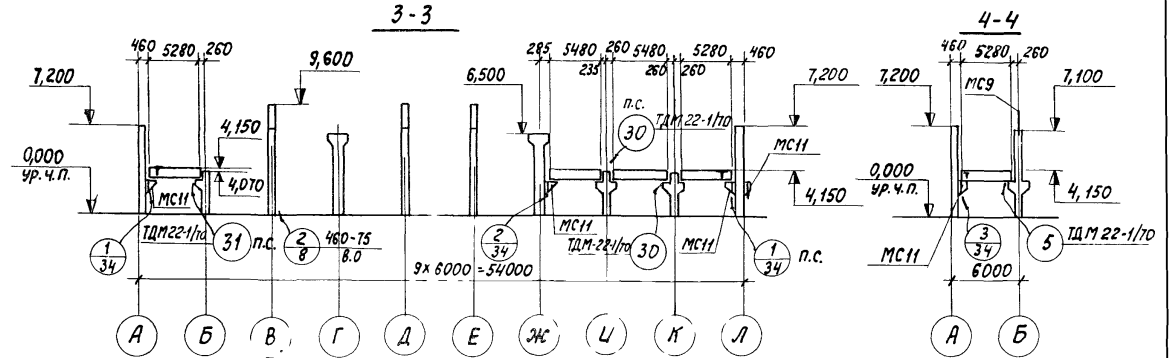 3-3
460 5280 260
285 5480 260 5480 5280 460
235 260 260
7,200
9,600
6,500
7,200
4,150
4,070
0,000
ур. ч. п.
МС11
п.с.
30
ТДМ 22-1/70
МС11
4,150
1/34
ТДМ 22-1/70
31 п.с.
2/8 460-75 в.0
2/34
МС11
ТДМ-22-1/70
30
МС11
1/34 п.с.
9 х 6000 = 54000
А Б В Г Д Е Ж И К Л
4-4
460 5280 260
МС9
7,200
7,100
0,000
ур. ч. п.
4,150
МС11
3/34
5 ТДМ 22-1/70
6000
А Б